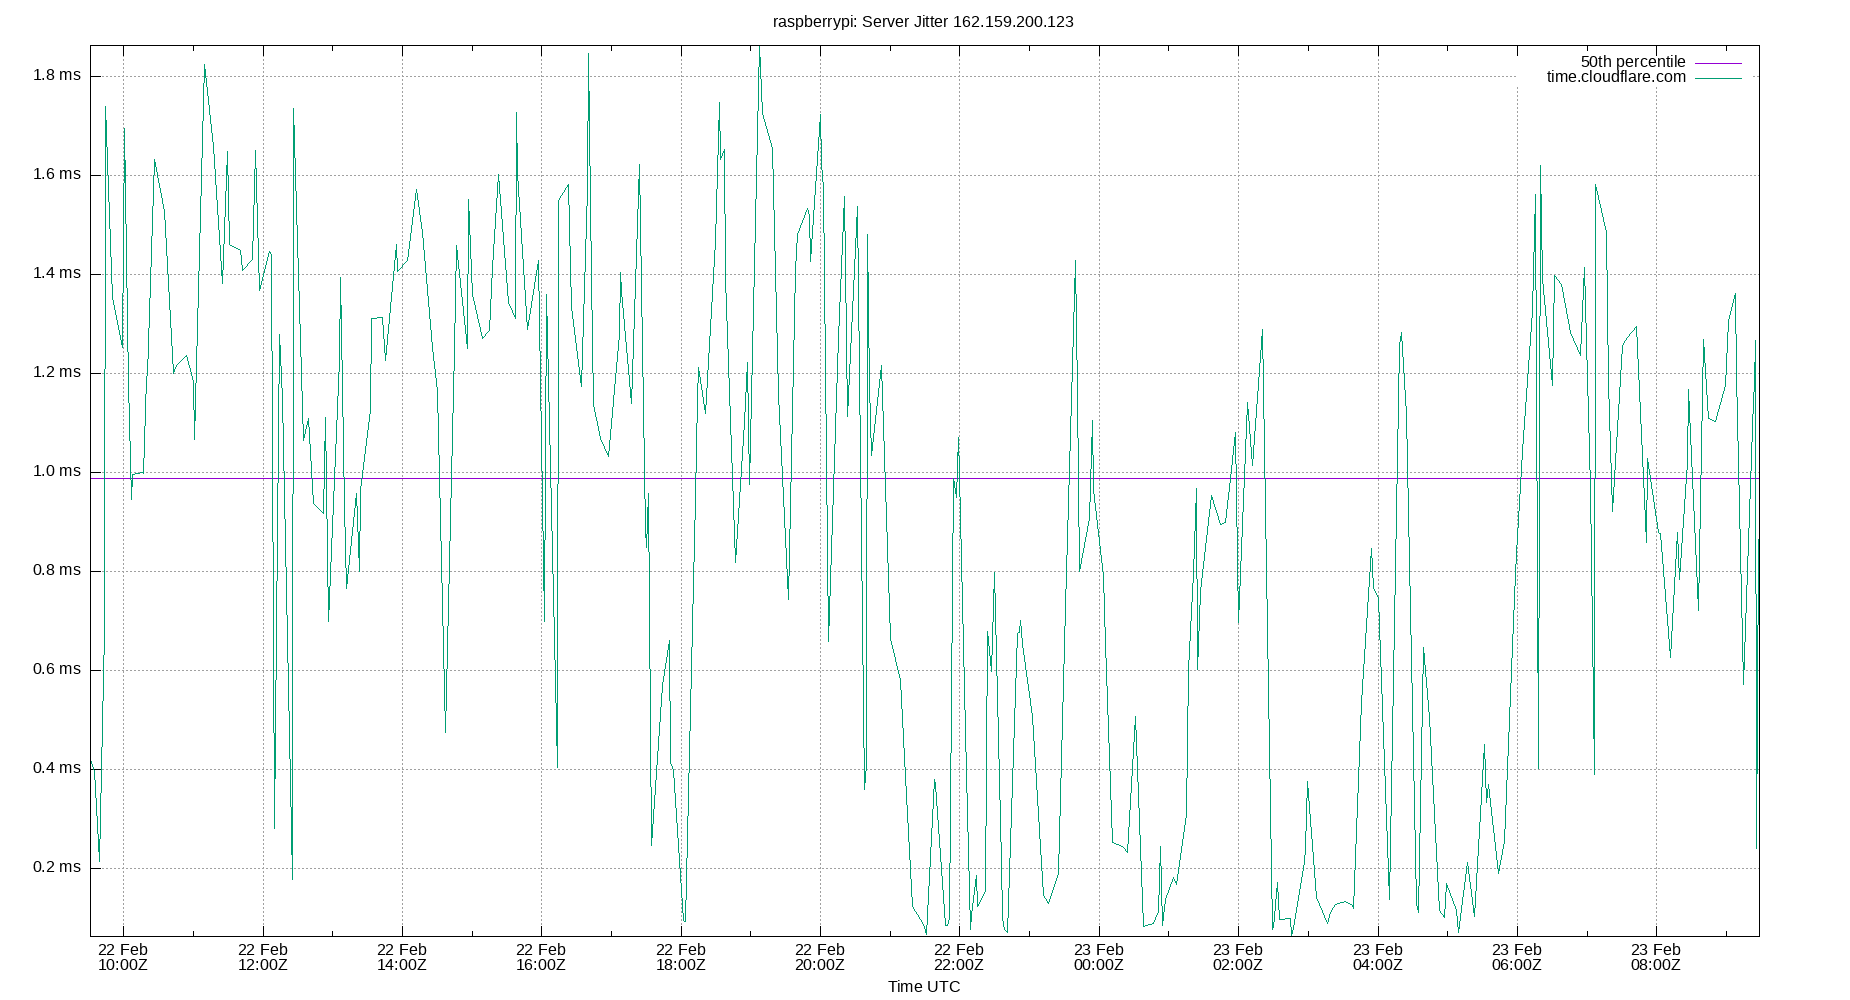 raspberrypi: Server Jitter 162.159.200.123
50th percentile
time.cloudflare.com
1.8 ms
1.6 ms
1.4 ms
1.2 ms
1.0 ms
0.8 ms
0.6 ms
0.4 ms
0.2 ms
22 Feb 22 Feb 22 Feb 22 Feb 22 Feb 22 Feb 22 Feb 23 Feb 23 Feb 23 Feb 23 Feb 23 Feb
10:00Z 12:00Z 14:00Z 16:00Z 18:00Z 20:00Z 22:00Z 00:00Z 02:00Z 04:00Z 06:00Z 08:00Z
Time UTC